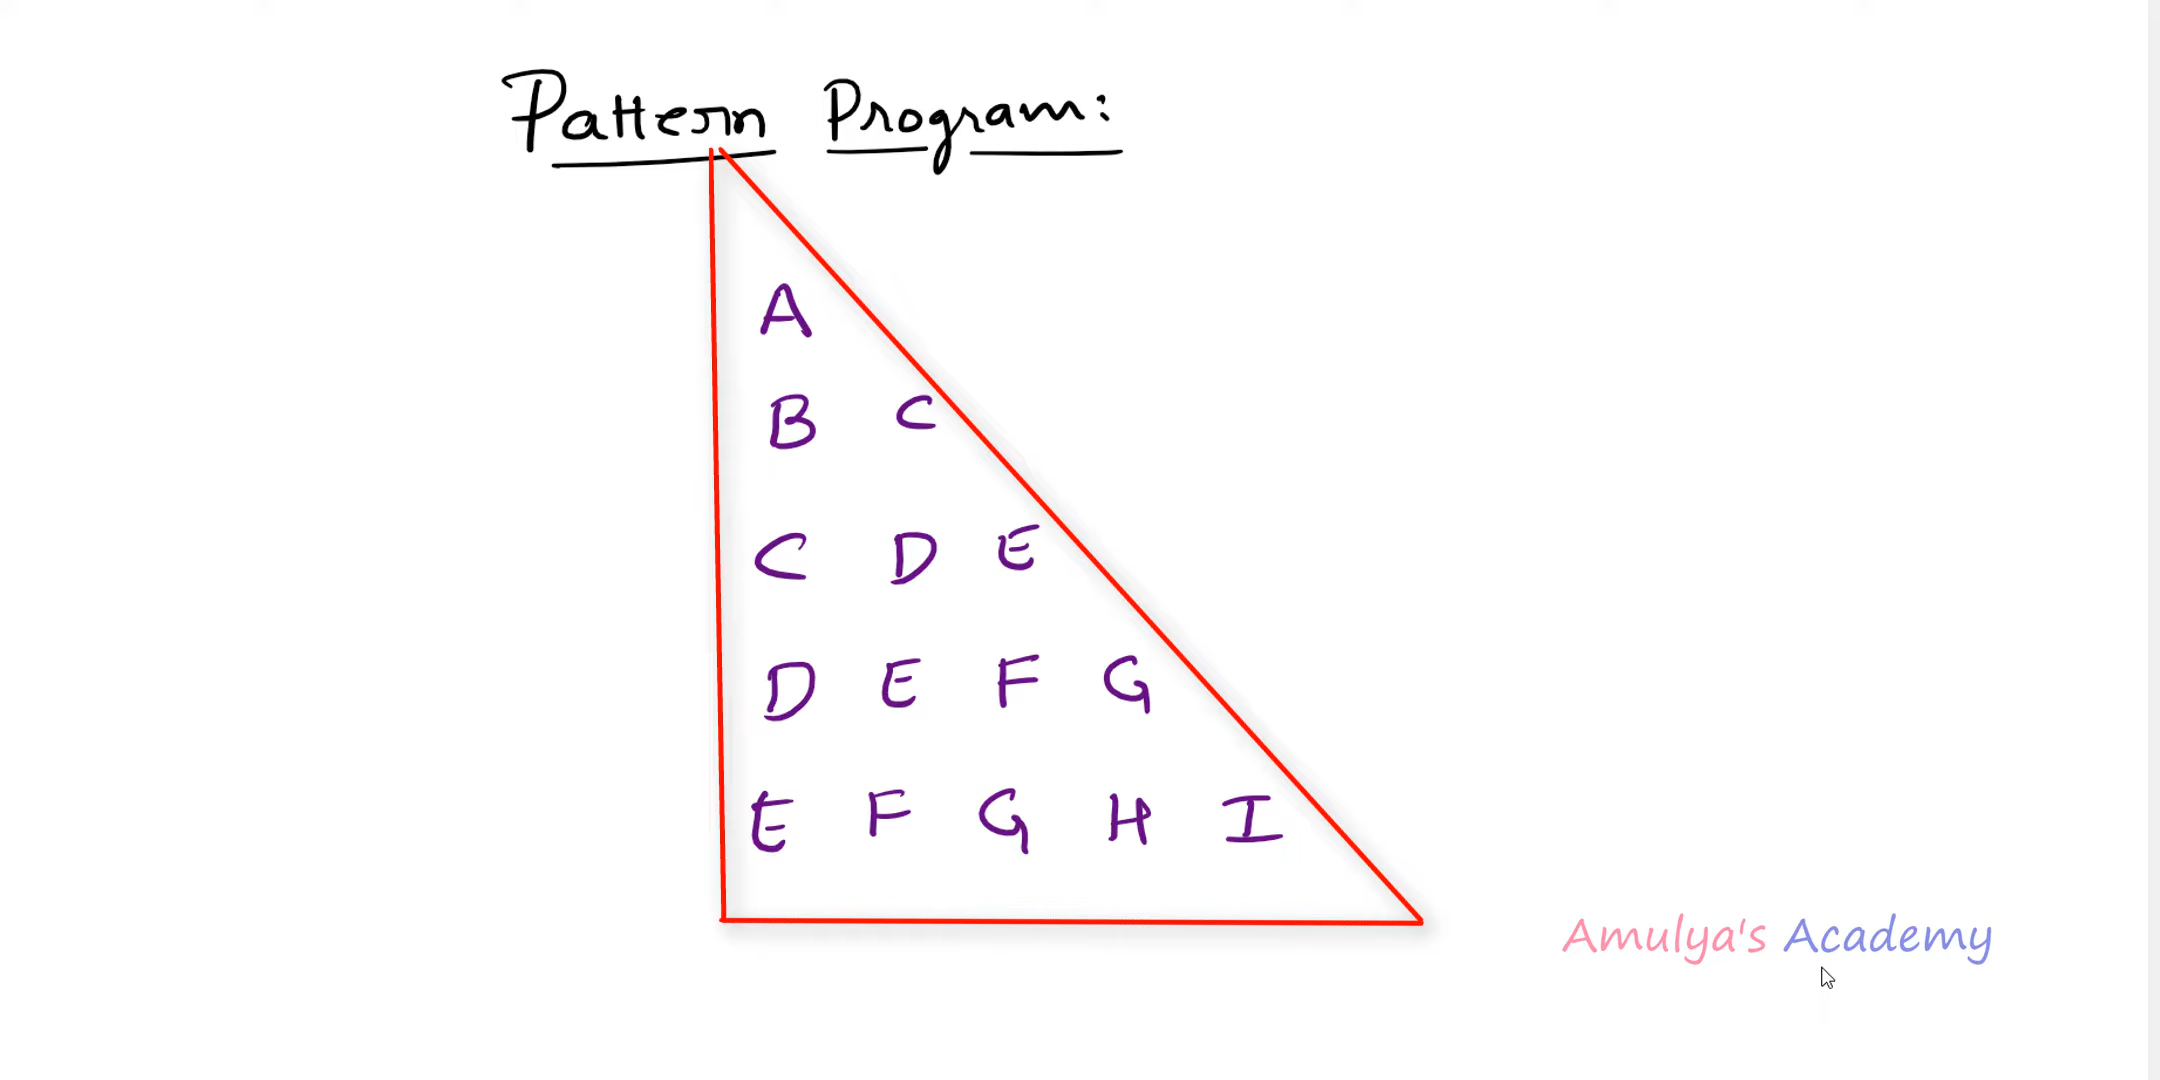 Pattern Program:
A
B C
C D E
D E F G
E F G H I
Amulya's Academy